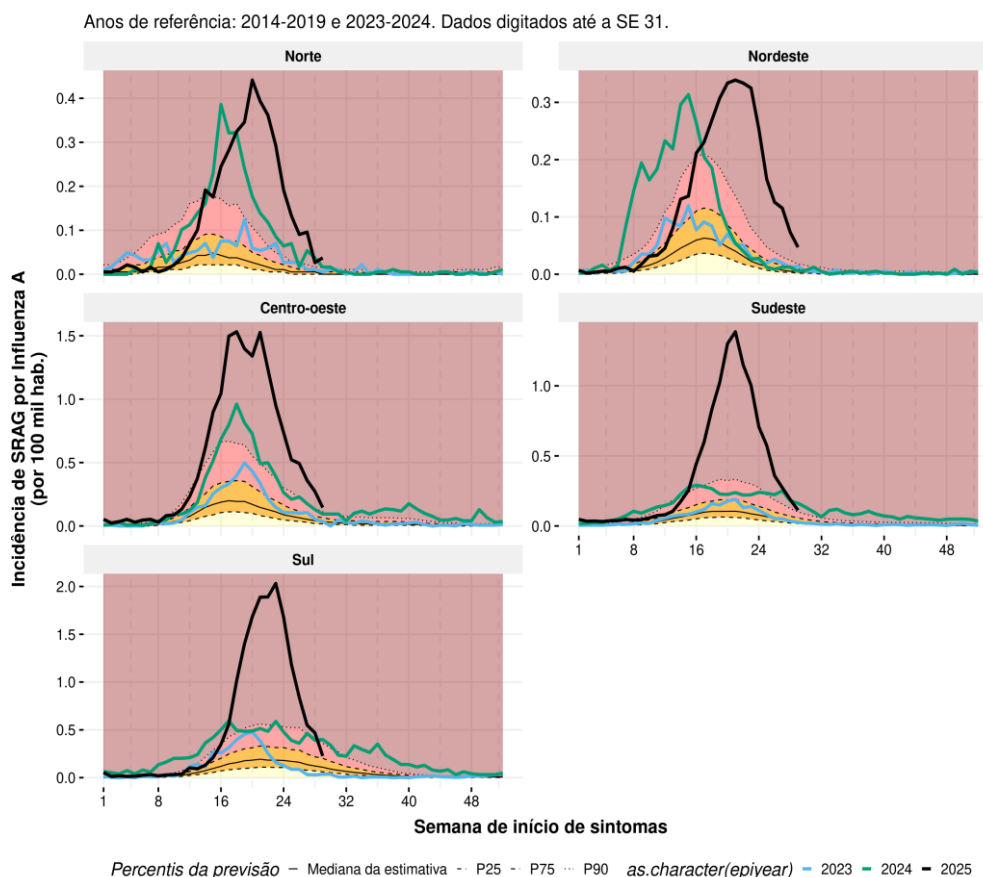 Anos de referência: 2014-2019 e 2023-2024. Dados digitados até a SE 31.
Norte
Nordeste
0.4
0.3
0.2
0.1
0.0
0.3
0.2
0.1
0.0
Centro-oeste
Sudeste
1.5
1.0
0.5
0.0
1.0
0.5
0.0
1 8 16 24 32 40 48
Sul
2.0
1.5
1.0
0.5
0.0
1 8 16 24 32 40 48
Incidência de SRAG por Influenza A
(por 100 mil hab.)
Semana de início de sintomas
Percentis da previsão Mediana da estimativa P25 P75 P90 as.character(epiyear) 2023 2024 2025